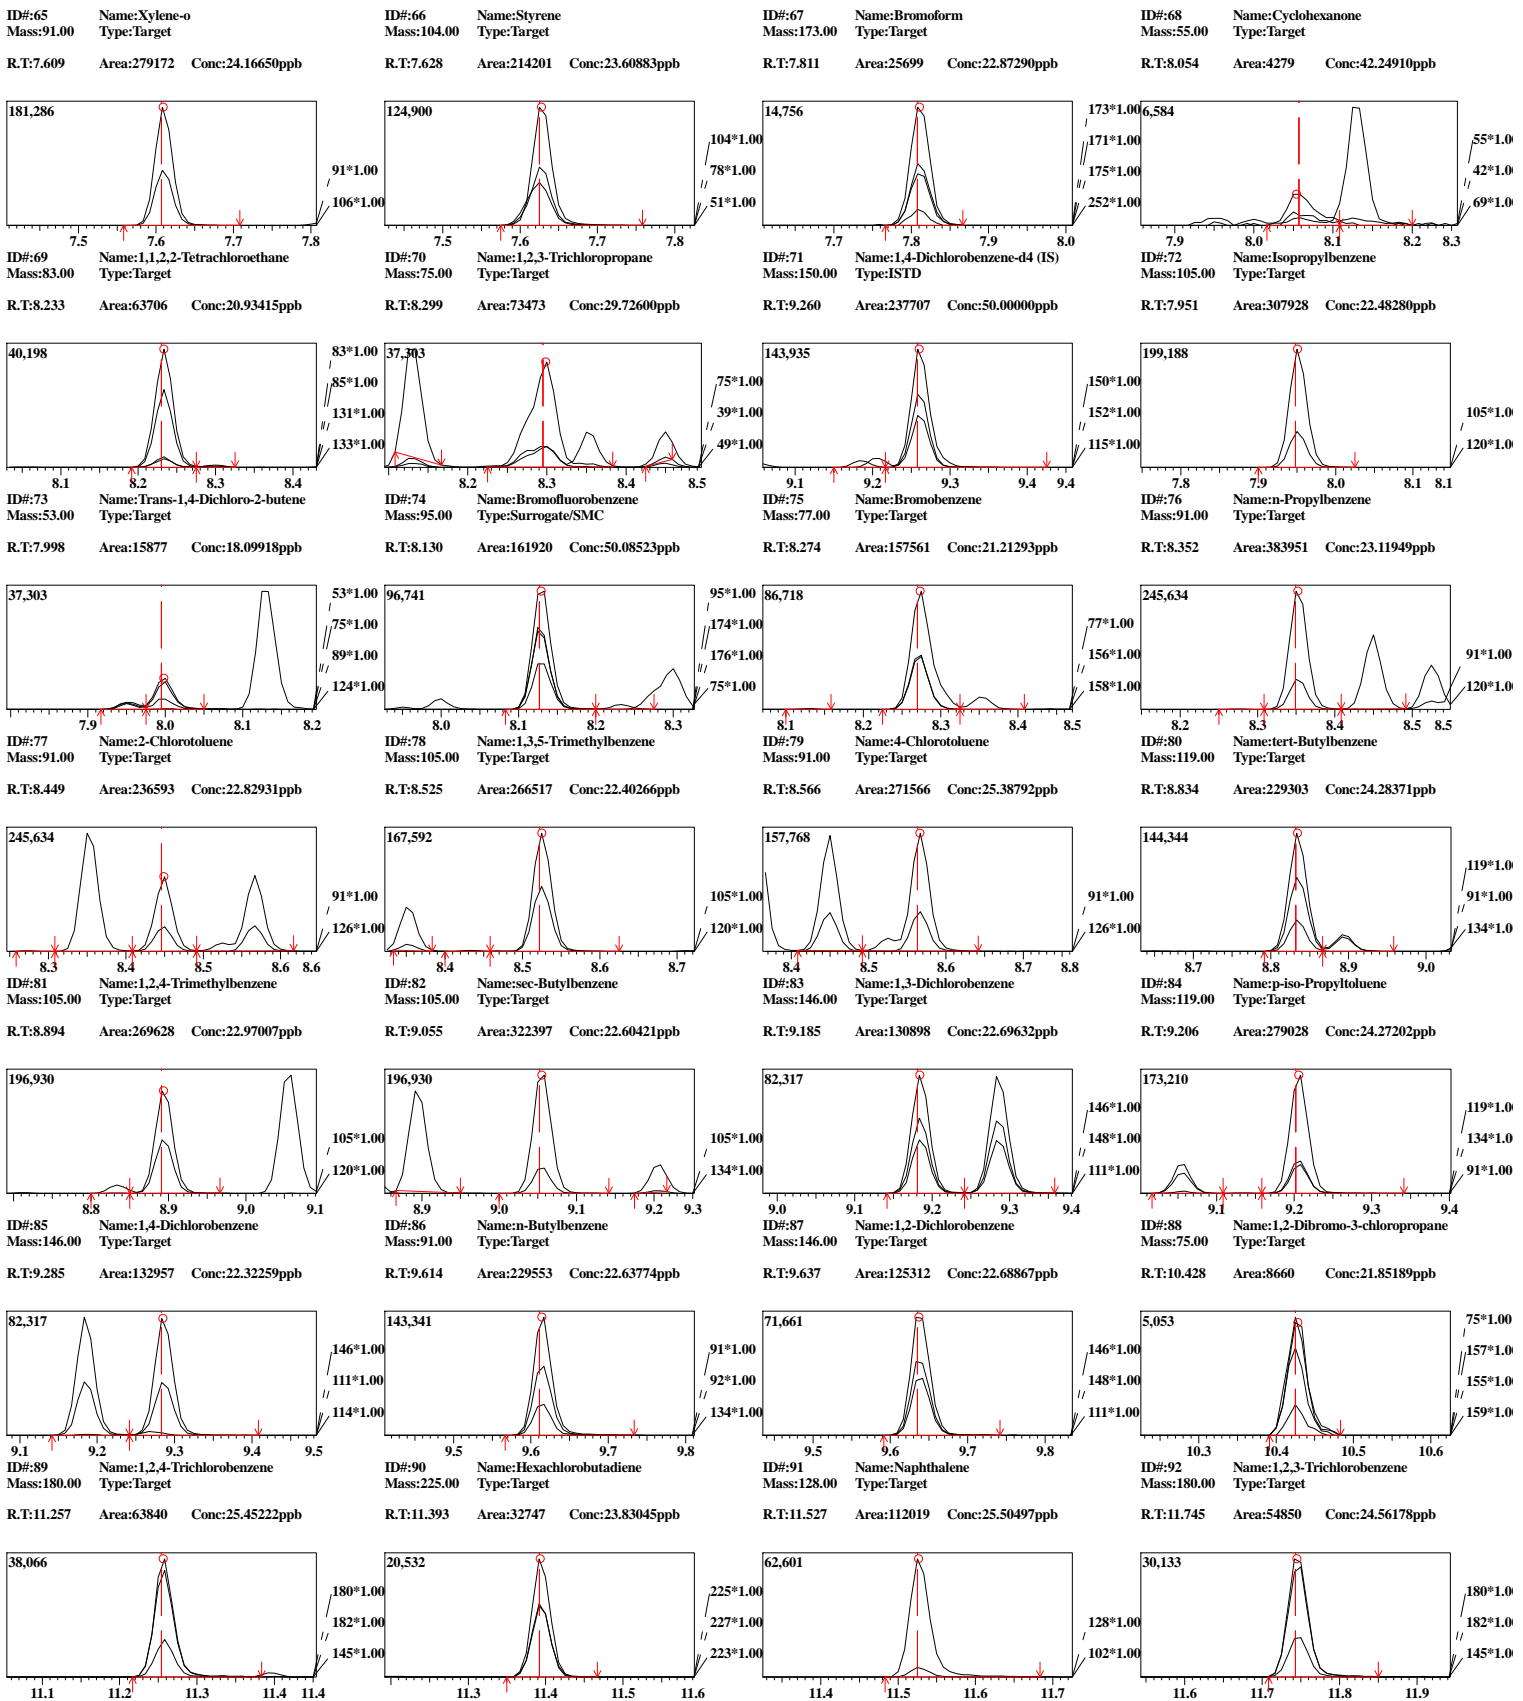 ID#:65 Name:Xylene-o ID#:66 Name:Styrene ID#:67 Name:Bromoform ID#:68 Name:Cyclohexanone
Mass:91.00 Type:Target Mass:104.00 Type:Target Mass:173.00 Type:Target Mass:55.00 Type:Target
R.T:7.609 Area:279172 Conc:24.16650ppb R.T:7.628 Area:214201 Conc:23.60883ppb R.T:7.811 Area:25699 Conc:22.87290ppb R.T:8.054 Area:4279 Conc:42.24910ppb
181,286 124,900 14,756 173*1.00 6,584
104*1.00 171*1.00 55*1.00
91*1.00 78*1.00 175*1.00 42*1.00
106*1.00 51*1.00 252*1.00 69*1.00
7.5 7.6 7.7 7.8 7.5 7.6 7.7 7.8 7.7 7.8 7.9 8.0 7.9 8.0 8.1 8.2 8.3
ID#:69 Name:1,1,2,2-Tetrachloroethane ID#:70 Name:1,2,3-Trichloropropane ID#:71 Name:1,4-Dichlorobenzene-d4 (IS) ID#:72 Name:Isopropylbenzene
Mass:83.00 Type:Target Mass:75.00 Type:Target Mass:150.00 Type:ISTD Mass:105.00 Type:Target
R.T:8.233 Area:63706 Conc:20.93415ppb R.T:8.299 Area:73473 Conc:29.72600ppb R.T:9.260 Area:237707 Conc:50.00000ppb R.T:7.951 Area:307928 Conc:22.48280ppb
40,198 83*1.00 37,303 143,935 199,188
85*1.00 75*1.00 150*1.00
131*1.00 39*1.00 152*1.00 105*1.00
133*1.00 49*1.00 115*1.00 120*1.00
8.1 8.2 8.3 8.4 8.2 8.3 8.4 8.5 9.1 9.2 9.3 9.4 9.4 7.8 7.9 8.0 8.1 8.1
ID#:73 Name:Trans-1,4-Dichloro-2-butene ID#:74 Name:Bromofluorobenzene ID#:75 Name:Bromobenzene ID#:76 Name:n-Propylbenzene
Mass:53.00 Type:Target Mass:95.00 Type:Surrogate/SMC Mass:77.00 Type:Target Mass:91.00 Type:Target
R.T:7.998 Area:15877 Conc:18.09918ppb R.T:8.130 Area:161920 Conc:50.08523ppb R.T:8.274 Area:157561 Conc:21.21293ppb R.T:8.352 Area:383951 Conc:23.11949ppb
37,303 53*1.00 96,741 95*1.00 86,718 245,634
75*1.00 174*1.00 77*1.00
89*1.00 176*1.00 156*1.00 91*1.00
124*1.00 75*1.00 158*1.00 120*1.00
7.9 8.0 8.1 8.2 8.0 8.1 8.2 8.3 8.1 8.2 8.3 8.4 8.5 8.2 8.3 8.4 8.5 8.5
ID#:77 Name:2-Chlorotoluene ID#:78 Name:1,3,5-Trimethylbenzene ID#:79 Name:4-Chlorotoluene ID#:80 Name:tert-Butylbenzene
Mass:91.00 Type:Target Mass:105.00 Type:Target Mass:91.00 Type:Target Mass:119.00 Type:Target
R.T:8.449 Area:236593 Conc:22.82931ppb R.T:8.525 Area:266517 Conc:22.40266ppb R.T:8.566 Area:271566 Conc:25.38792ppb R.T:8.834 Area:229303 Conc:24.28371ppb
245,634 167,592 157,768 144,344
119*1.00
91*1.00 105*1.00 91*1.00 91*1.00
126*1.00 120*1.00 126*1.00 134*1.00
8.3 8.4 8.5 8.6 8.6 8.4 8.5 8.6 8.7 8.4 8.5 8.6 8.7 8.8 8.7 8.8 8.9 9.0
ID#:81 Name:1,2,4-Trimethylbenzene ID#:82 Name:sec-Butylbenzene ID#:83 Name:1,3-Dichlorobenzene ID#:84 Name:p-iso-Propyltoluene
Mass:105.00 Type:Target Mass:105.00 Type:Target Mass:146.00 Type:Target Mass:119.00 Type:Target
R.T:8.894 Area:269628 Conc:22.97007ppb R.T:9.055 Area:322397 Conc:22.60421ppb R.T:9.185 Area:130898 Conc:22.69632ppb R.T:9.206 Area:279028 Conc:24.27202ppb
196,930 196,930 82,317 173,210
146*1.00 119*1.00
105*1.00 105*1.00 148*1.00 134*1.00
120*1.00 134*1.00 111*1.00 91*1.00
8.8 8.9 9.0 9.1 8.9 9.0 9.1 9.2 9.3 9.0 9.1 9.2 9.3 9.4 9.1 9.2 9.3 9.4
ID#:85 Name:1,4-Dichlorobenzene ID#:86 Name:n-Butylbenzene ID#:87 Name:1,2-Dichlorobenzene ID#:88 Name:1,2-Dibromo-3-chloropropane
Mass:146.00 Type:Target Mass:91.00 Type:Target Mass:146.00 Type:Target Mass:75.00 Type:Target
R.T:9.285 Area:132957 Conc:22.32259ppb R.T:9.614 Area:229553 Conc:22.63774ppb R.T:9.637 Area:125312 Conc:22.68867ppb R.T:10.428 Area:8660 Conc:21.85189ppb
82,317 143,341 71,661 5,053 75*1.00
146*1.00 91*1.00 146*1.00 157*1.00
111*1.00 92*1.00 148*1.00 155*1.00
114*1.00 134*1.00 111*1.00 159*1.00
9.1 9.2 9.3 9.4 9.5 9.5 9.6 9.7 9.8 9.5 9.6 9.7 9.8 10.3 10.4 10.5 10.6
ID#:89 Name:1,2,4-Trichlorobenzene ID#:90 Name:Hexachlorobutadiene ID#:91 Name:Naphthalene ID#:92 Name:1,2,3-Trichlorobenzene
Mass:180.00 Type:Target Mass:225.00 Type:Target Mass:128.00 Type:Target Mass:180.00 Type:Target
R.T:11.257 Area:63840 Conc:25.45222ppb R.T:11.393 Area:32747 Conc:23.83045ppb R.T:11.527 Area:112019 Conc:25.50497ppb R.T:11.745 Area:54850 Conc:24.56178ppb
38,066 20,532 62,601 30,133
180*1.00 225*1.00 180*1.00
182*1.00 227*1.00 128*1.00 182*1.00
145*1.00 223*1.00 102*1.00 145*1.00
11.1 11.2 11.3 11.4 11.4 11.3 11.4 11.5 11.6 11.4 11.5 11.6 11.7 11.6 11.7 11.8 11.9